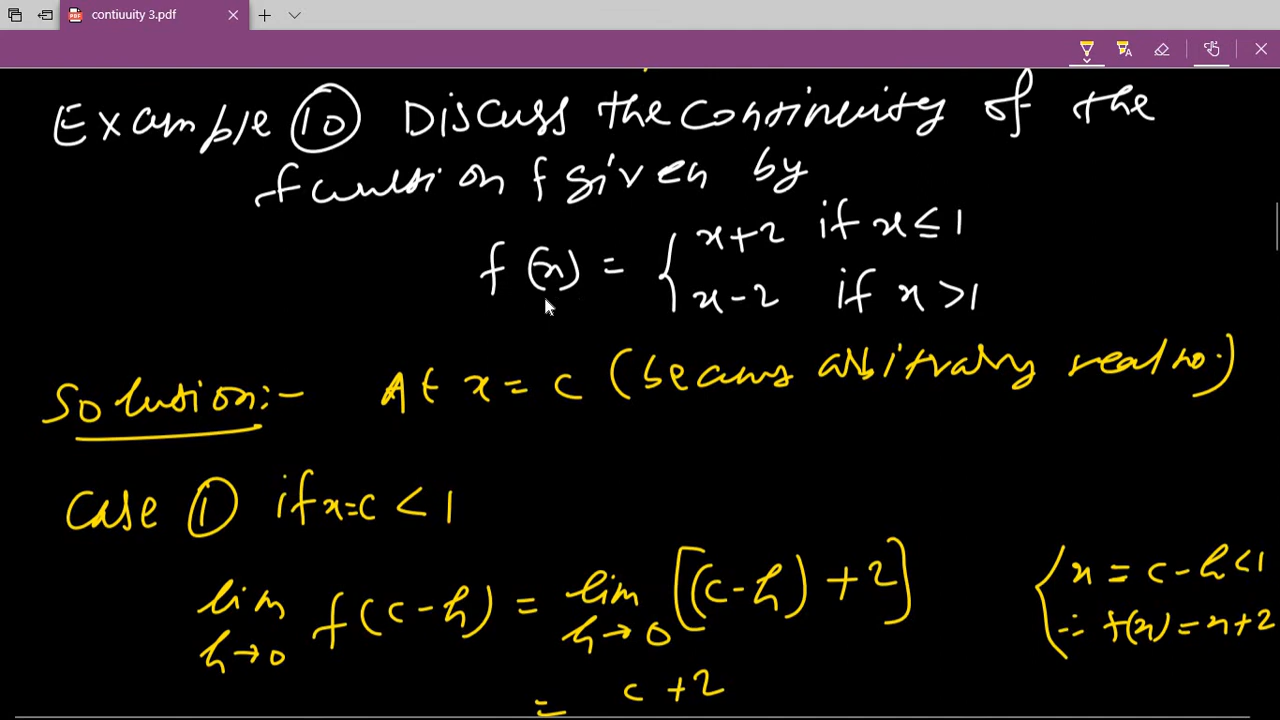 contiuuity 3.pdf
Example 10 Discuss the continuity of the
function f given by
f(x) = { x+2 if x ≤ 1
x-2 if x > 1
Solution:- At x = c (be any arbitrary real no.)
Case 1 if x=c < 1
lim h→0 f(c-h) = lim h→0 [(c-h)+2] { x = c-h<1
∴ f(x) = x+2
= c+2